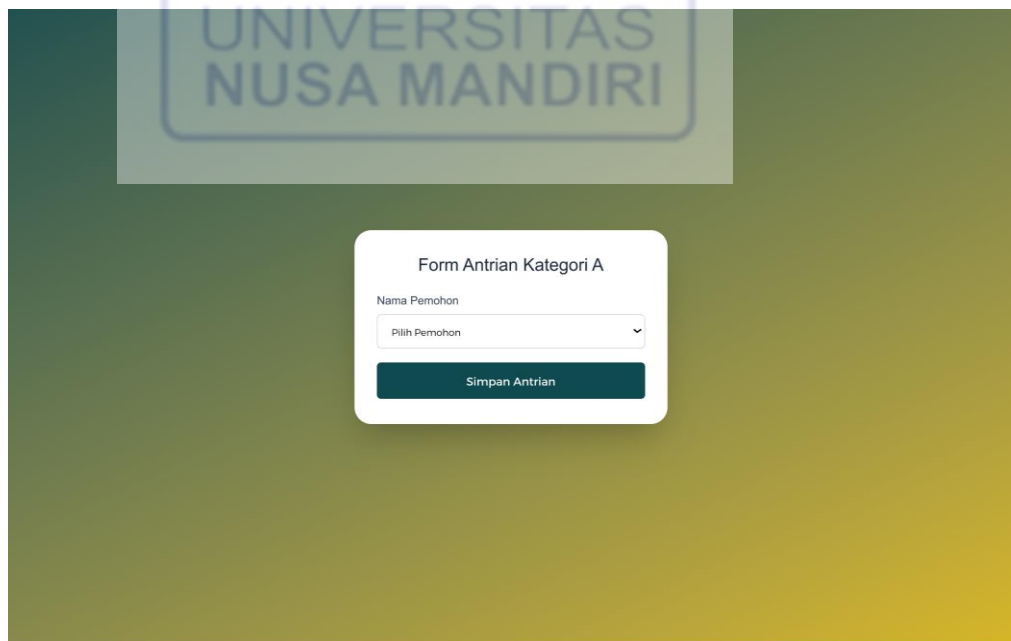 UNIVERSITAS
NUSA MANDIRI
Form Antrian Kategori A
Nama Pemohon
Pilih Pemohon
Simpan Antrian